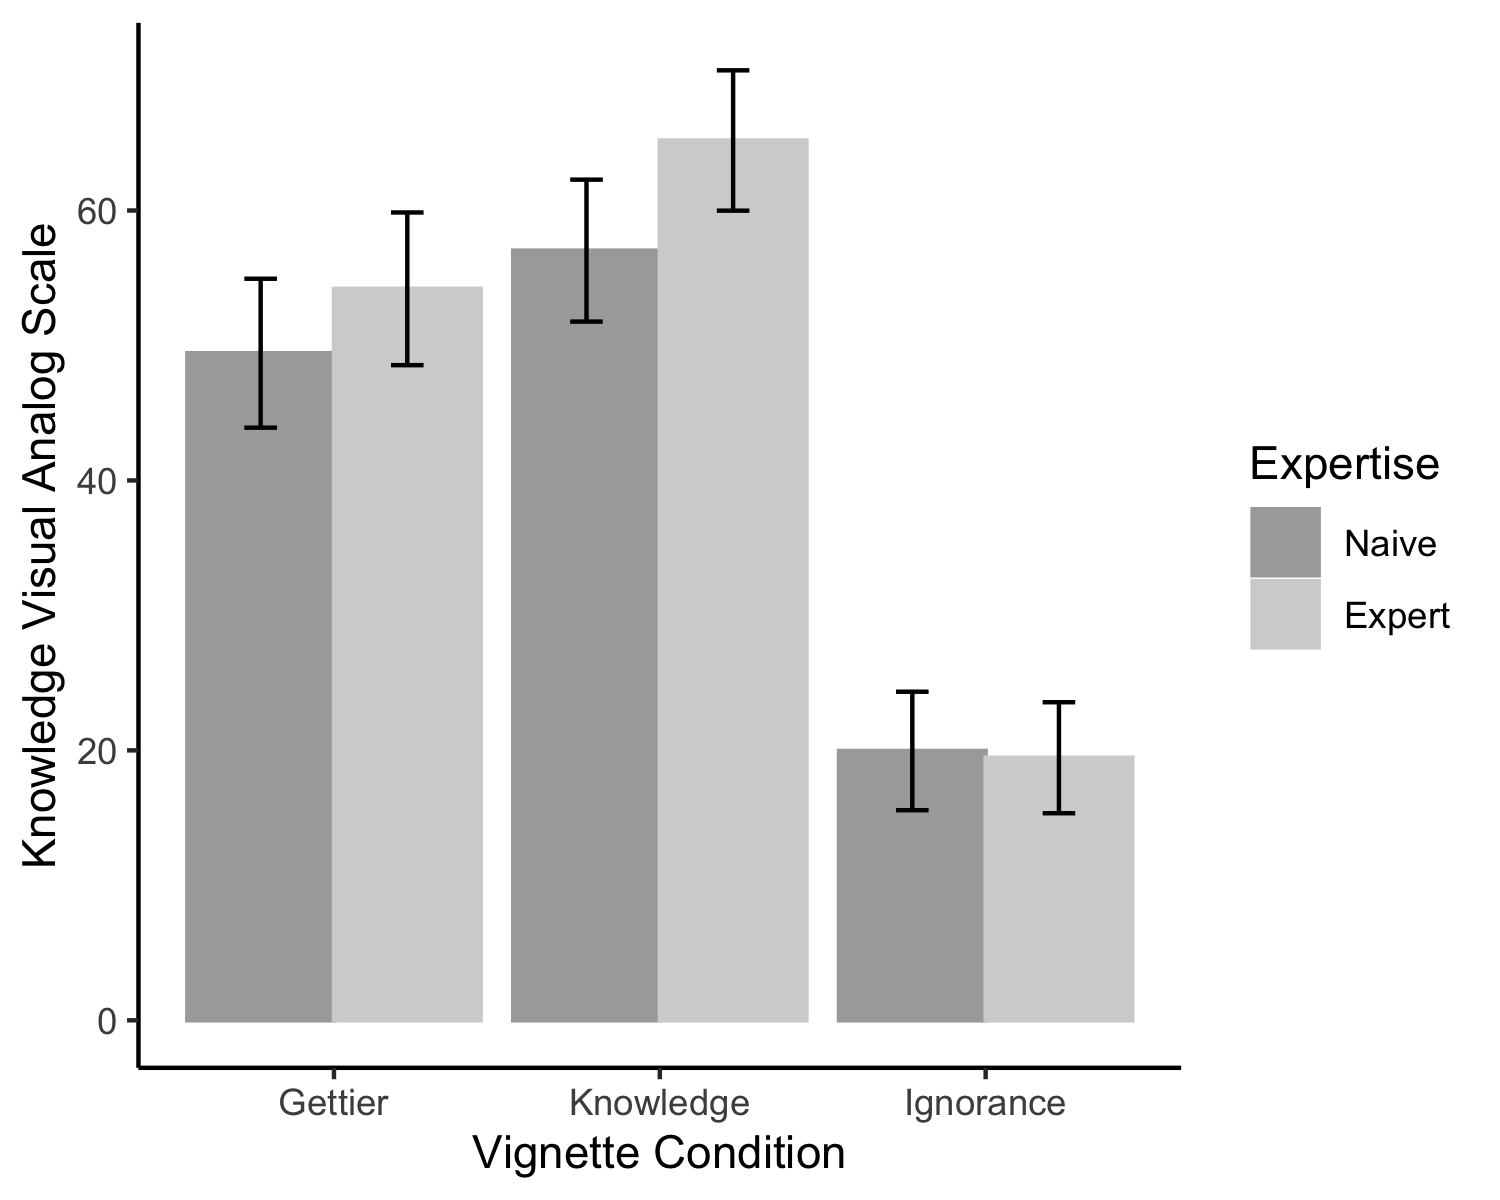 Knowledge Visual Analog Scale
60
40
20
0
Gettier
Knowledge
Ignorance
Vignette Condition
Expertise
Naive
Expert